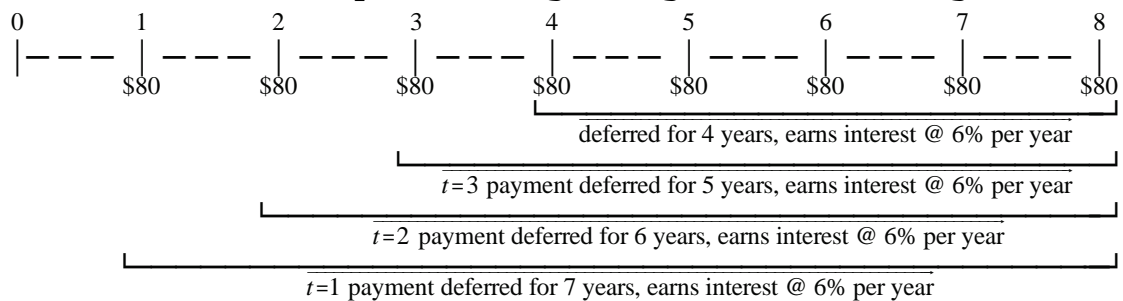 0 1 2 3 4 5 6 7 8
$80 $80 $80 $80 $80 $80 $80 $80
deferred for 4 years, earns interest @ 6% per year
t=3 payment deferred for 5 years, earns interest @ 6% per year
t=2 payment deferred for 6 years, earns interest @ 6% per year
t=1 payment deferred for 7 years, earns interest @ 6% per year